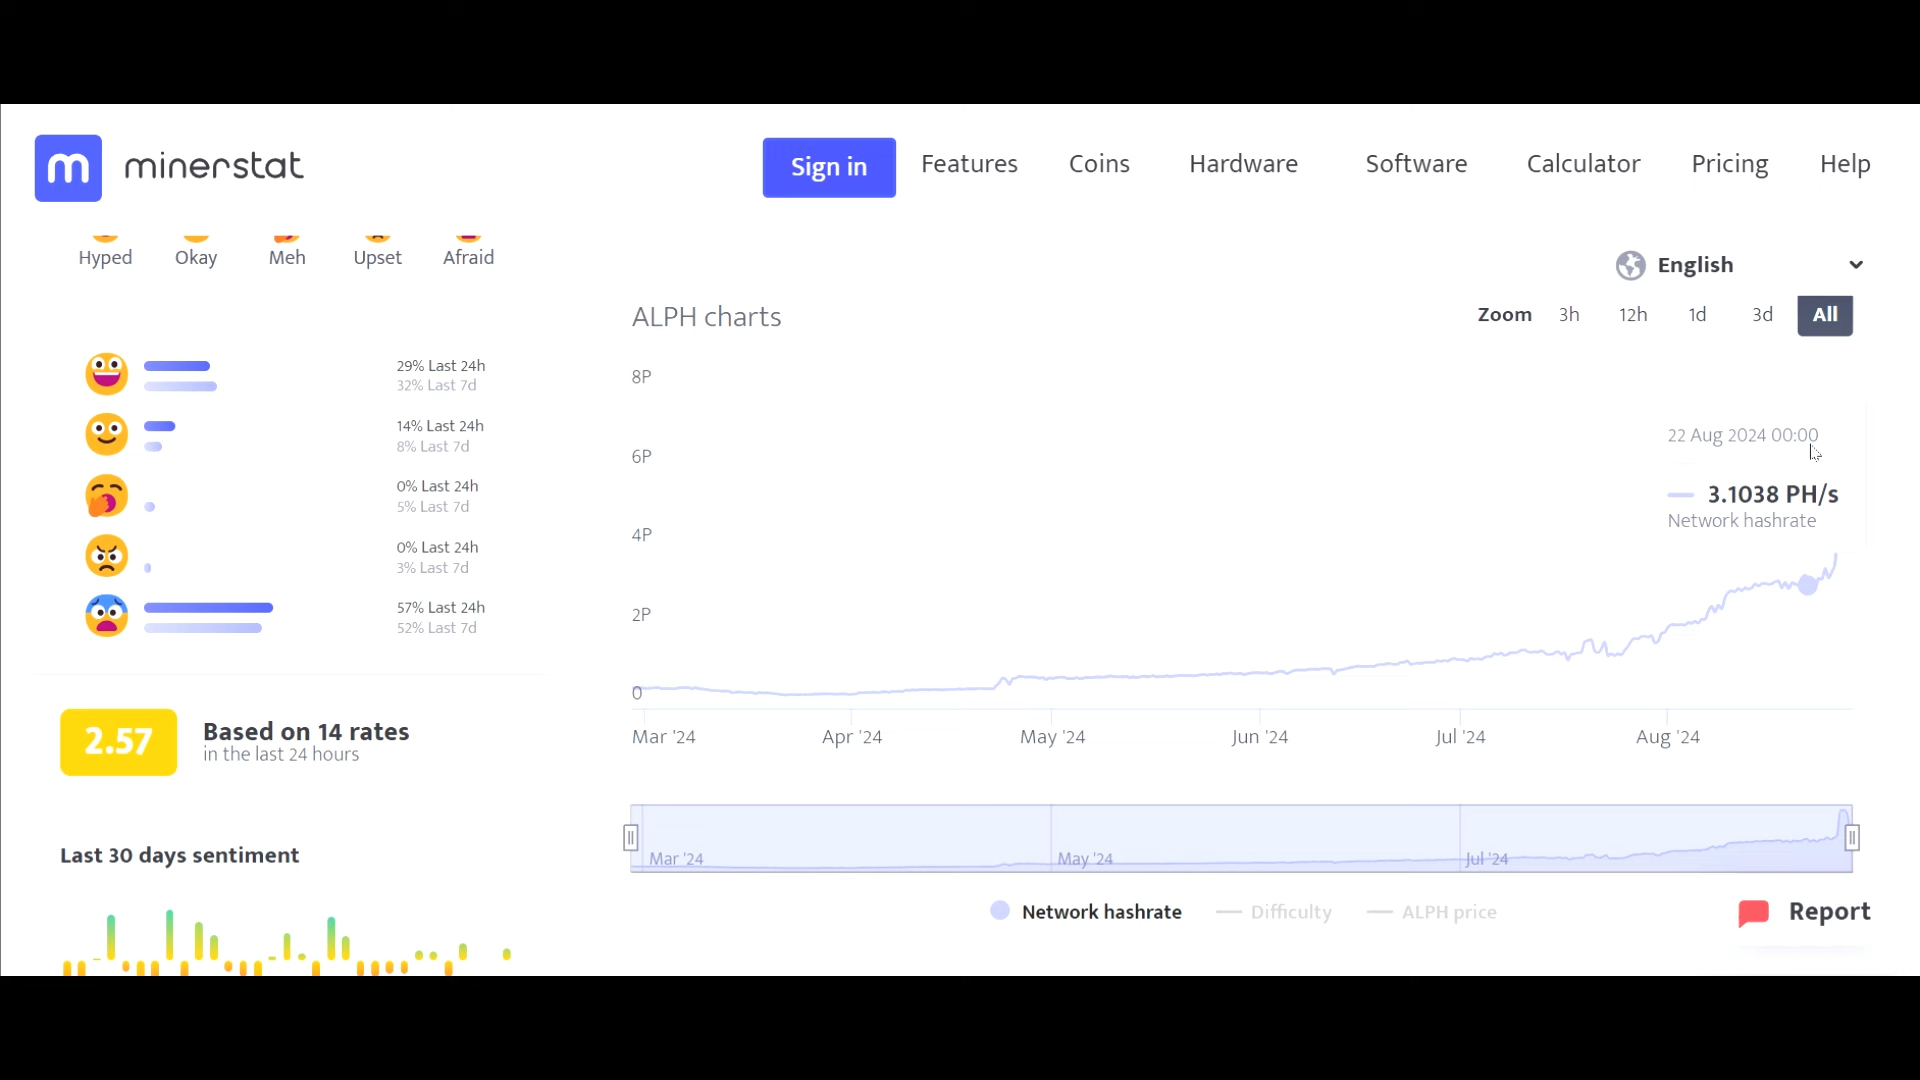 m minerstat
Sign in Features Coins Hardware Software Calculator Pricing Help
Hyped Okay Meh Upset Afraid
English
ALPH charts
Zoom 3h 12h 1d 3d All
29% Last 24h
32% Last 7d
14% Last 24h
8% Last 7d
0% Last 24h
5% Last 7d
0% Last 24h
3% Last 7d
57% Last 24h
52% Last 7d
8P
6P
4P
2P
0
22 Aug 2024 00:00
3.1038 PH/s
Network hashrate
Mar '24 Apr '24 May '24 Jun '24 Jul '24 Aug '24
2.57
Based on 14 rates
in the last 24 hours
Mar '24 May '24 Jul '24
Last 30 days sentiment
Network hashrate Difficulty ALPH price
Report